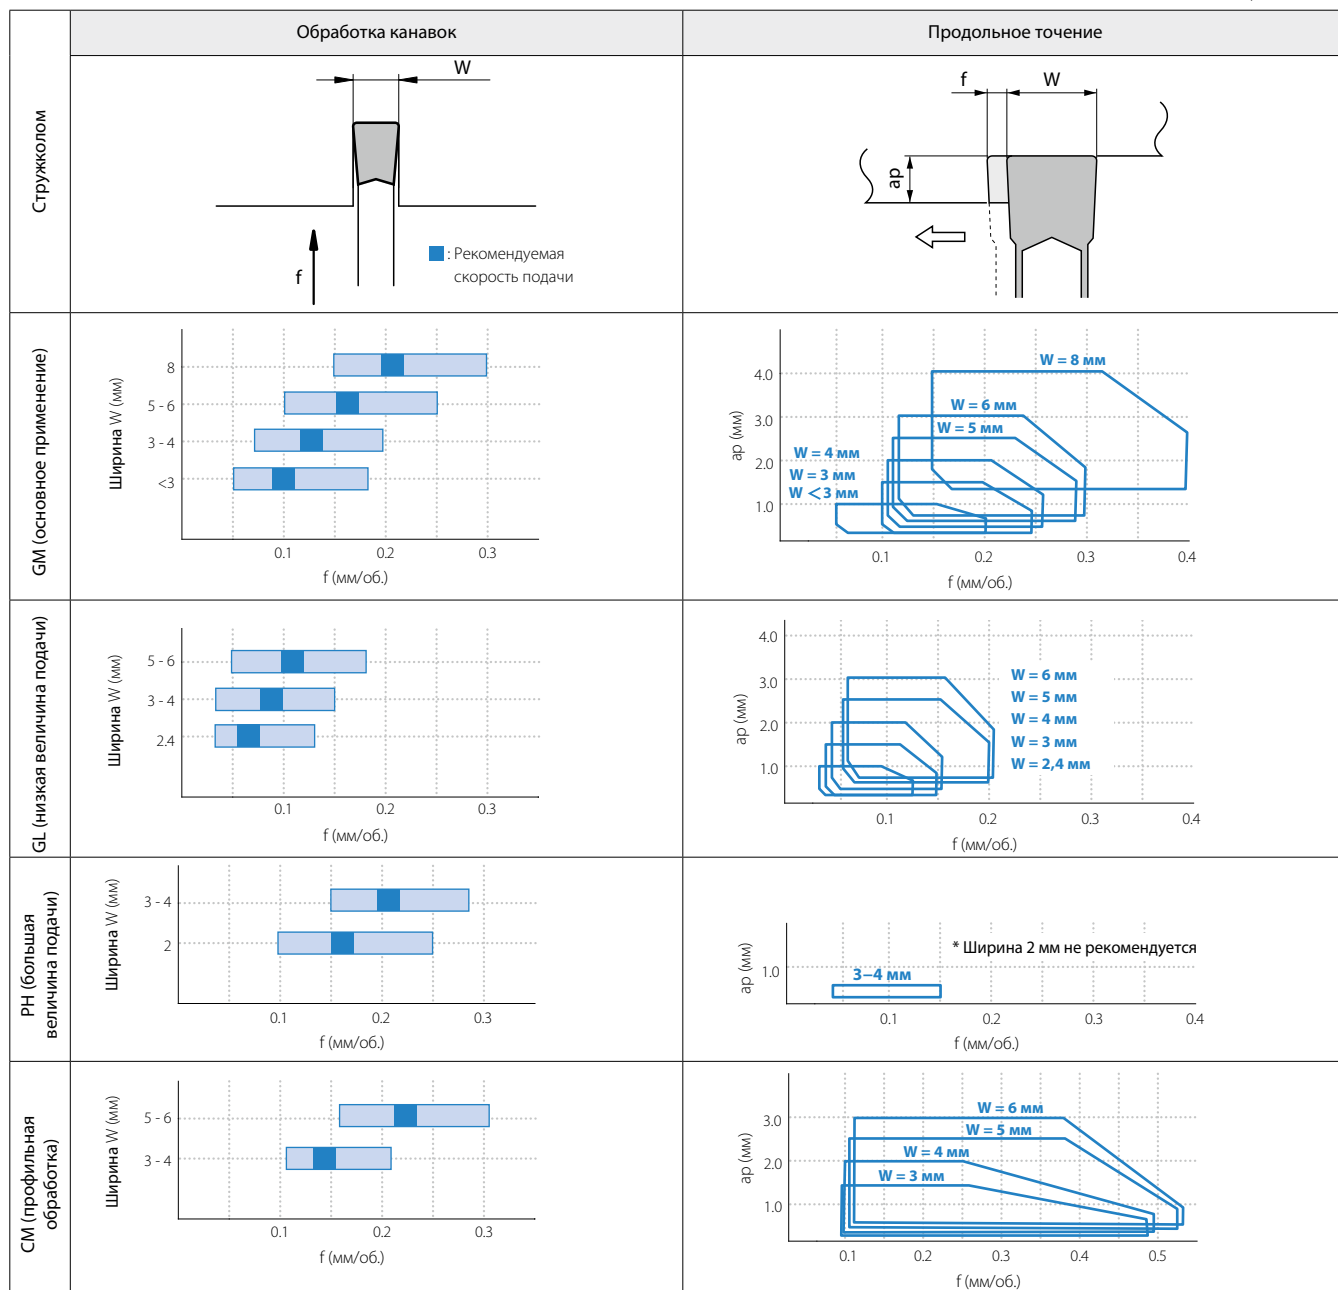 Обработка канавок
Продольное точение
Стружколом
W
f
: Рекомендуемая
скорость подачи
f
W
ap
GM (основное применение)
Ширина W (мм)
8
5 - 6
3 - 4
<3
0.1
0.2
0.3
f (мм/об.)
ap (мм)
4.0
3.0
2.0
1.0
W = 8 мм
W = 6 мм
W = 5 мм
W = 4 мм
W = 3 мм
W < 3 мм
0.1
0.2
0.3
0.4
f (мм/об.)
GL (низкая величина подачи)
Ширина W (мм)
5 - 6
3 - 4
2.4
0.1
0.2
0.3
f (мм/об.)
ap (мм)
4.0
3.0
2.0
1.0
W = 6 мм
W = 5 мм
W = 4 мм
W = 3 мм
W = 2,4 мм
0.1
0.2
0.3
0.4
f (мм/об.)
PH (большая
величина подачи)
Ширина W (мм)
3 - 4
2
0.1
0.2
0.3
f (мм/об.)
ap (мм)
1.0
* Ширина 2 мм не рекомендуется
3–4 мм
0.1
0.2
0.3
0.4
f (мм/об.)
CM (профильная
обработка)
Ширина W (мм)
5 - 6
3 - 4
0.1
0.2
0.3
f (мм/об.)
ap (мм)
3.0
2.0
1.0
W = 6 мм
W = 5 мм
W = 4 мм
W = 3 мм
0.1
0.2
0.3
0.4
0.5
f (мм/об.)